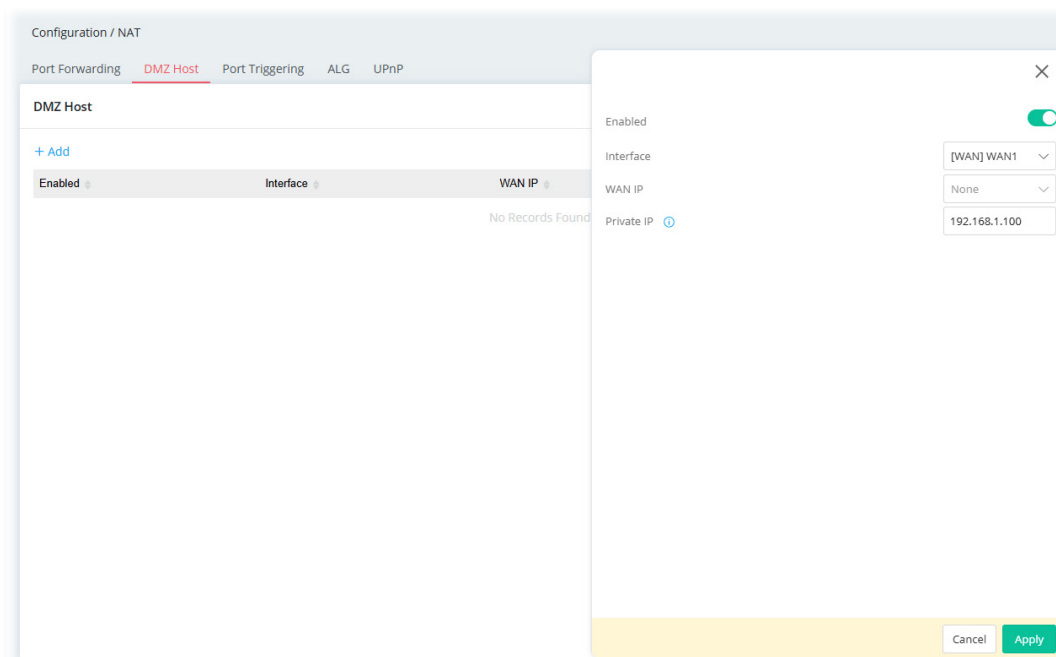 Configuration / NAT
Port Forwarding DMZ Host Port Triggering ALG UPnP
DMZ Host
+ Add
Enabled Interface WAN IP
No Records Found
Enabled
Interface [WAN] WAN1
WAN IP None
Private IP 192.168.1.100
Cancel Apply